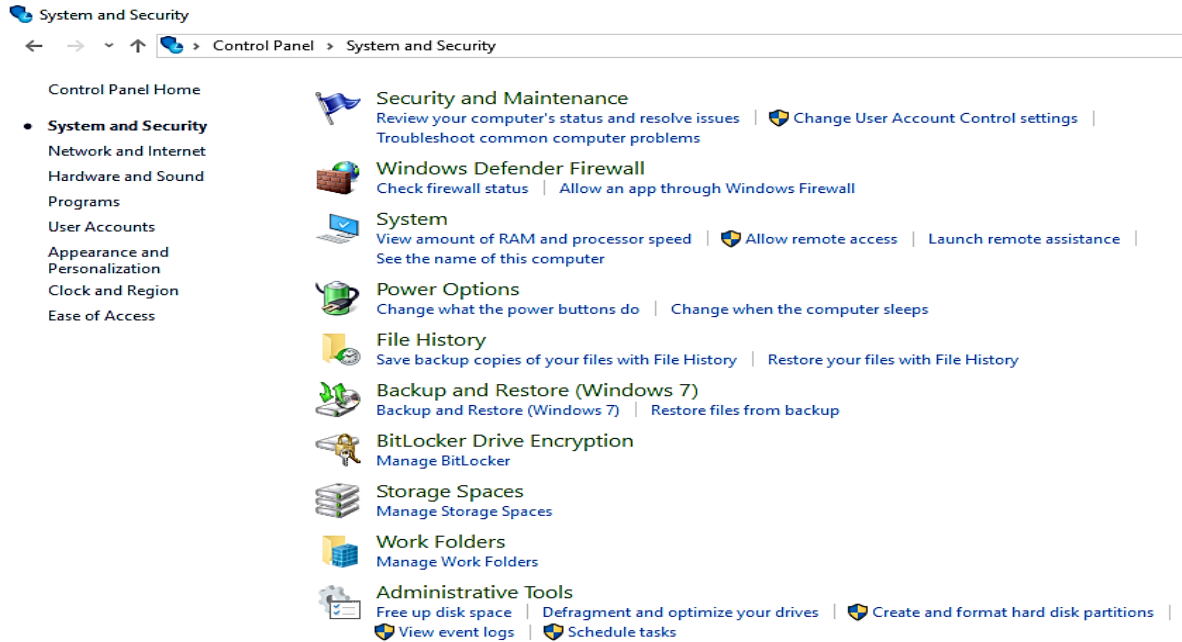 System and Security
Control Panel › System and Security
Control Panel Home
System and Security
Network and Internet
Hardware and Sound
Programs
User Accounts
Appearance and
Personalization
Clock and Region
Ease of Access
Security and Maintenance
Review your computer's status and resolve issues | Change User Account Control settings |
Troubleshoot common computer problems
Windows Defender Firewall
Check firewall status | Allow an app through Windows Firewall
System
View amount of RAM and processor speed | Allow remote access | Launch remote assistance |
See the name of this computer
Power Options
Change what the power buttons do | Change when the computer sleeps
File History
Save backup copies of your files with File History | Restore your files with File History
Backup and Restore (Windows 7)
Backup and Restore (Windows 7) | Restore files from backup
BitLocker Drive Encryption
Manage BitLocker
Storage Spaces
Manage Storage Spaces
Work Folders
Manage Work Folders
Administrative Tools
Free up disk space | Defragment and optimize your drives | Create and format hard disk partitions |
View event logs | Schedule tasks